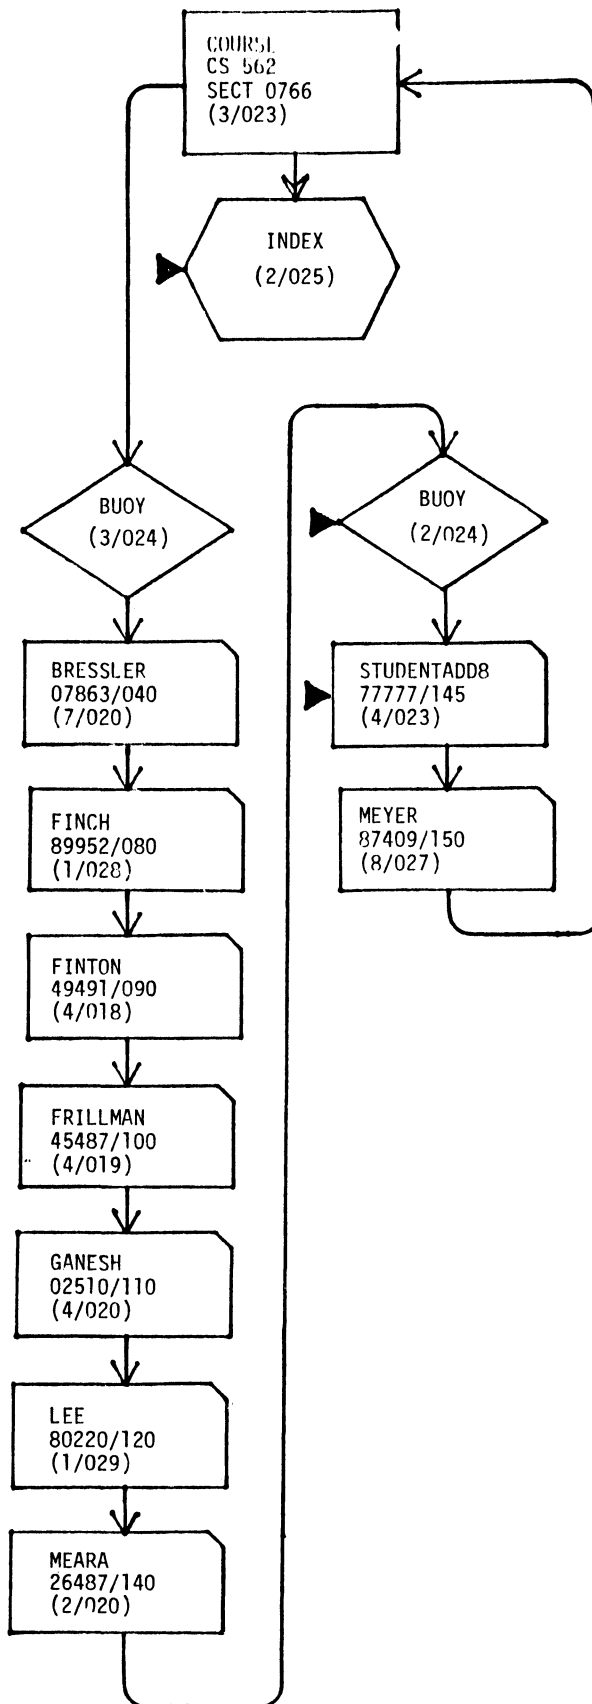 COURSE
CS 562
SECT 0766
(3/023)
INDEX
(2/025)
BUOY
(3/024)
BRESSLER
07863/040
(7/020)
FINCH
89952/080
(1/028)
FINTON
49491/090
(4/018)
FRILLMAN
45487/100
(4/019)
GANESH
02510/110
(4/020)
LEE
80220/120
(1/029)
MEARA
26487/140
(2/020)
BUOY
(2/024)
STUDENTADD8
77777/145
(4/023)
MEYER
87409/150
(8/027)